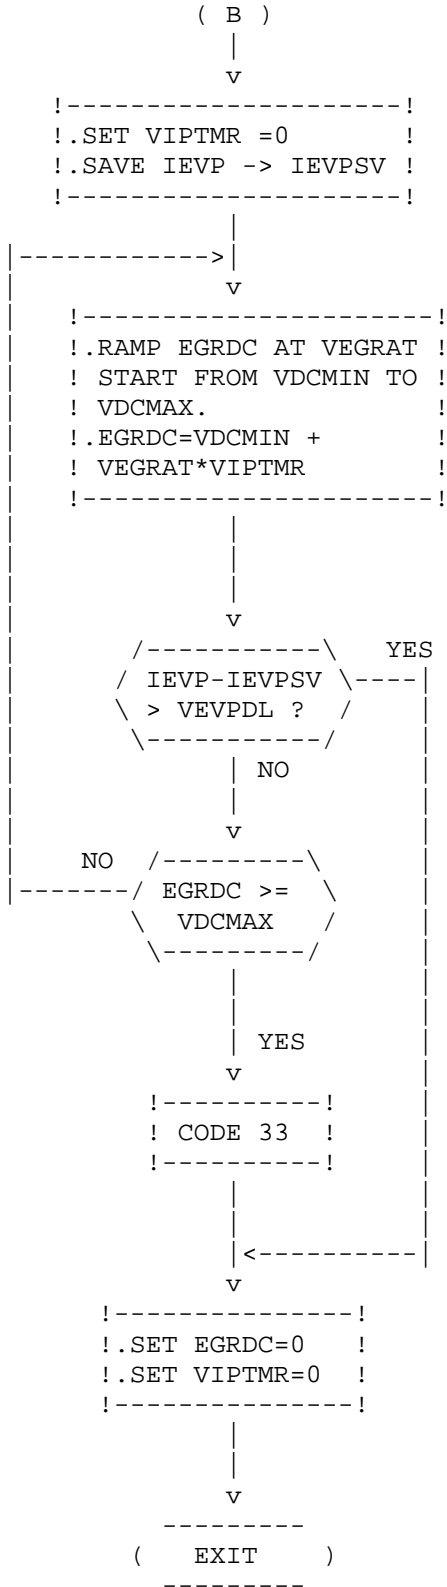 ( B )
.SET VIPTMR =0
.SAVE IEVP -> IEVPSV
.RAMP EGRDC AT VEGRAT
START FROM VDCMIN TO
VDCMAX.
.EGRDC=VDCMIN +
VEGRAT*VIPTMR
YES
IEVP-IEVPSV
> VEVPDL ?
NO
NO
EGRDC >=
VDCMAX
YES
CODE 33
.SET EGRDC=0
.SET VIPTMR=0
( EXIT )